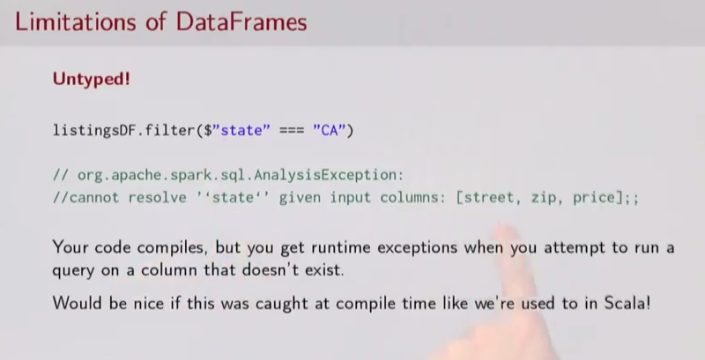 Limitations of DataFrames
Untyped!
listingsDF.filter($"state" === "CA")
// org.apache.spark.sql.AnalysisException:
//cannot resolve '‘state‘' given input columns: [street, zip, price];;
Your code compiles, but you get runtime exceptions when you attempt to run a
query on a column that doesn't exist.
Would be nice if this was caught at compile time like we're used to in Scala!